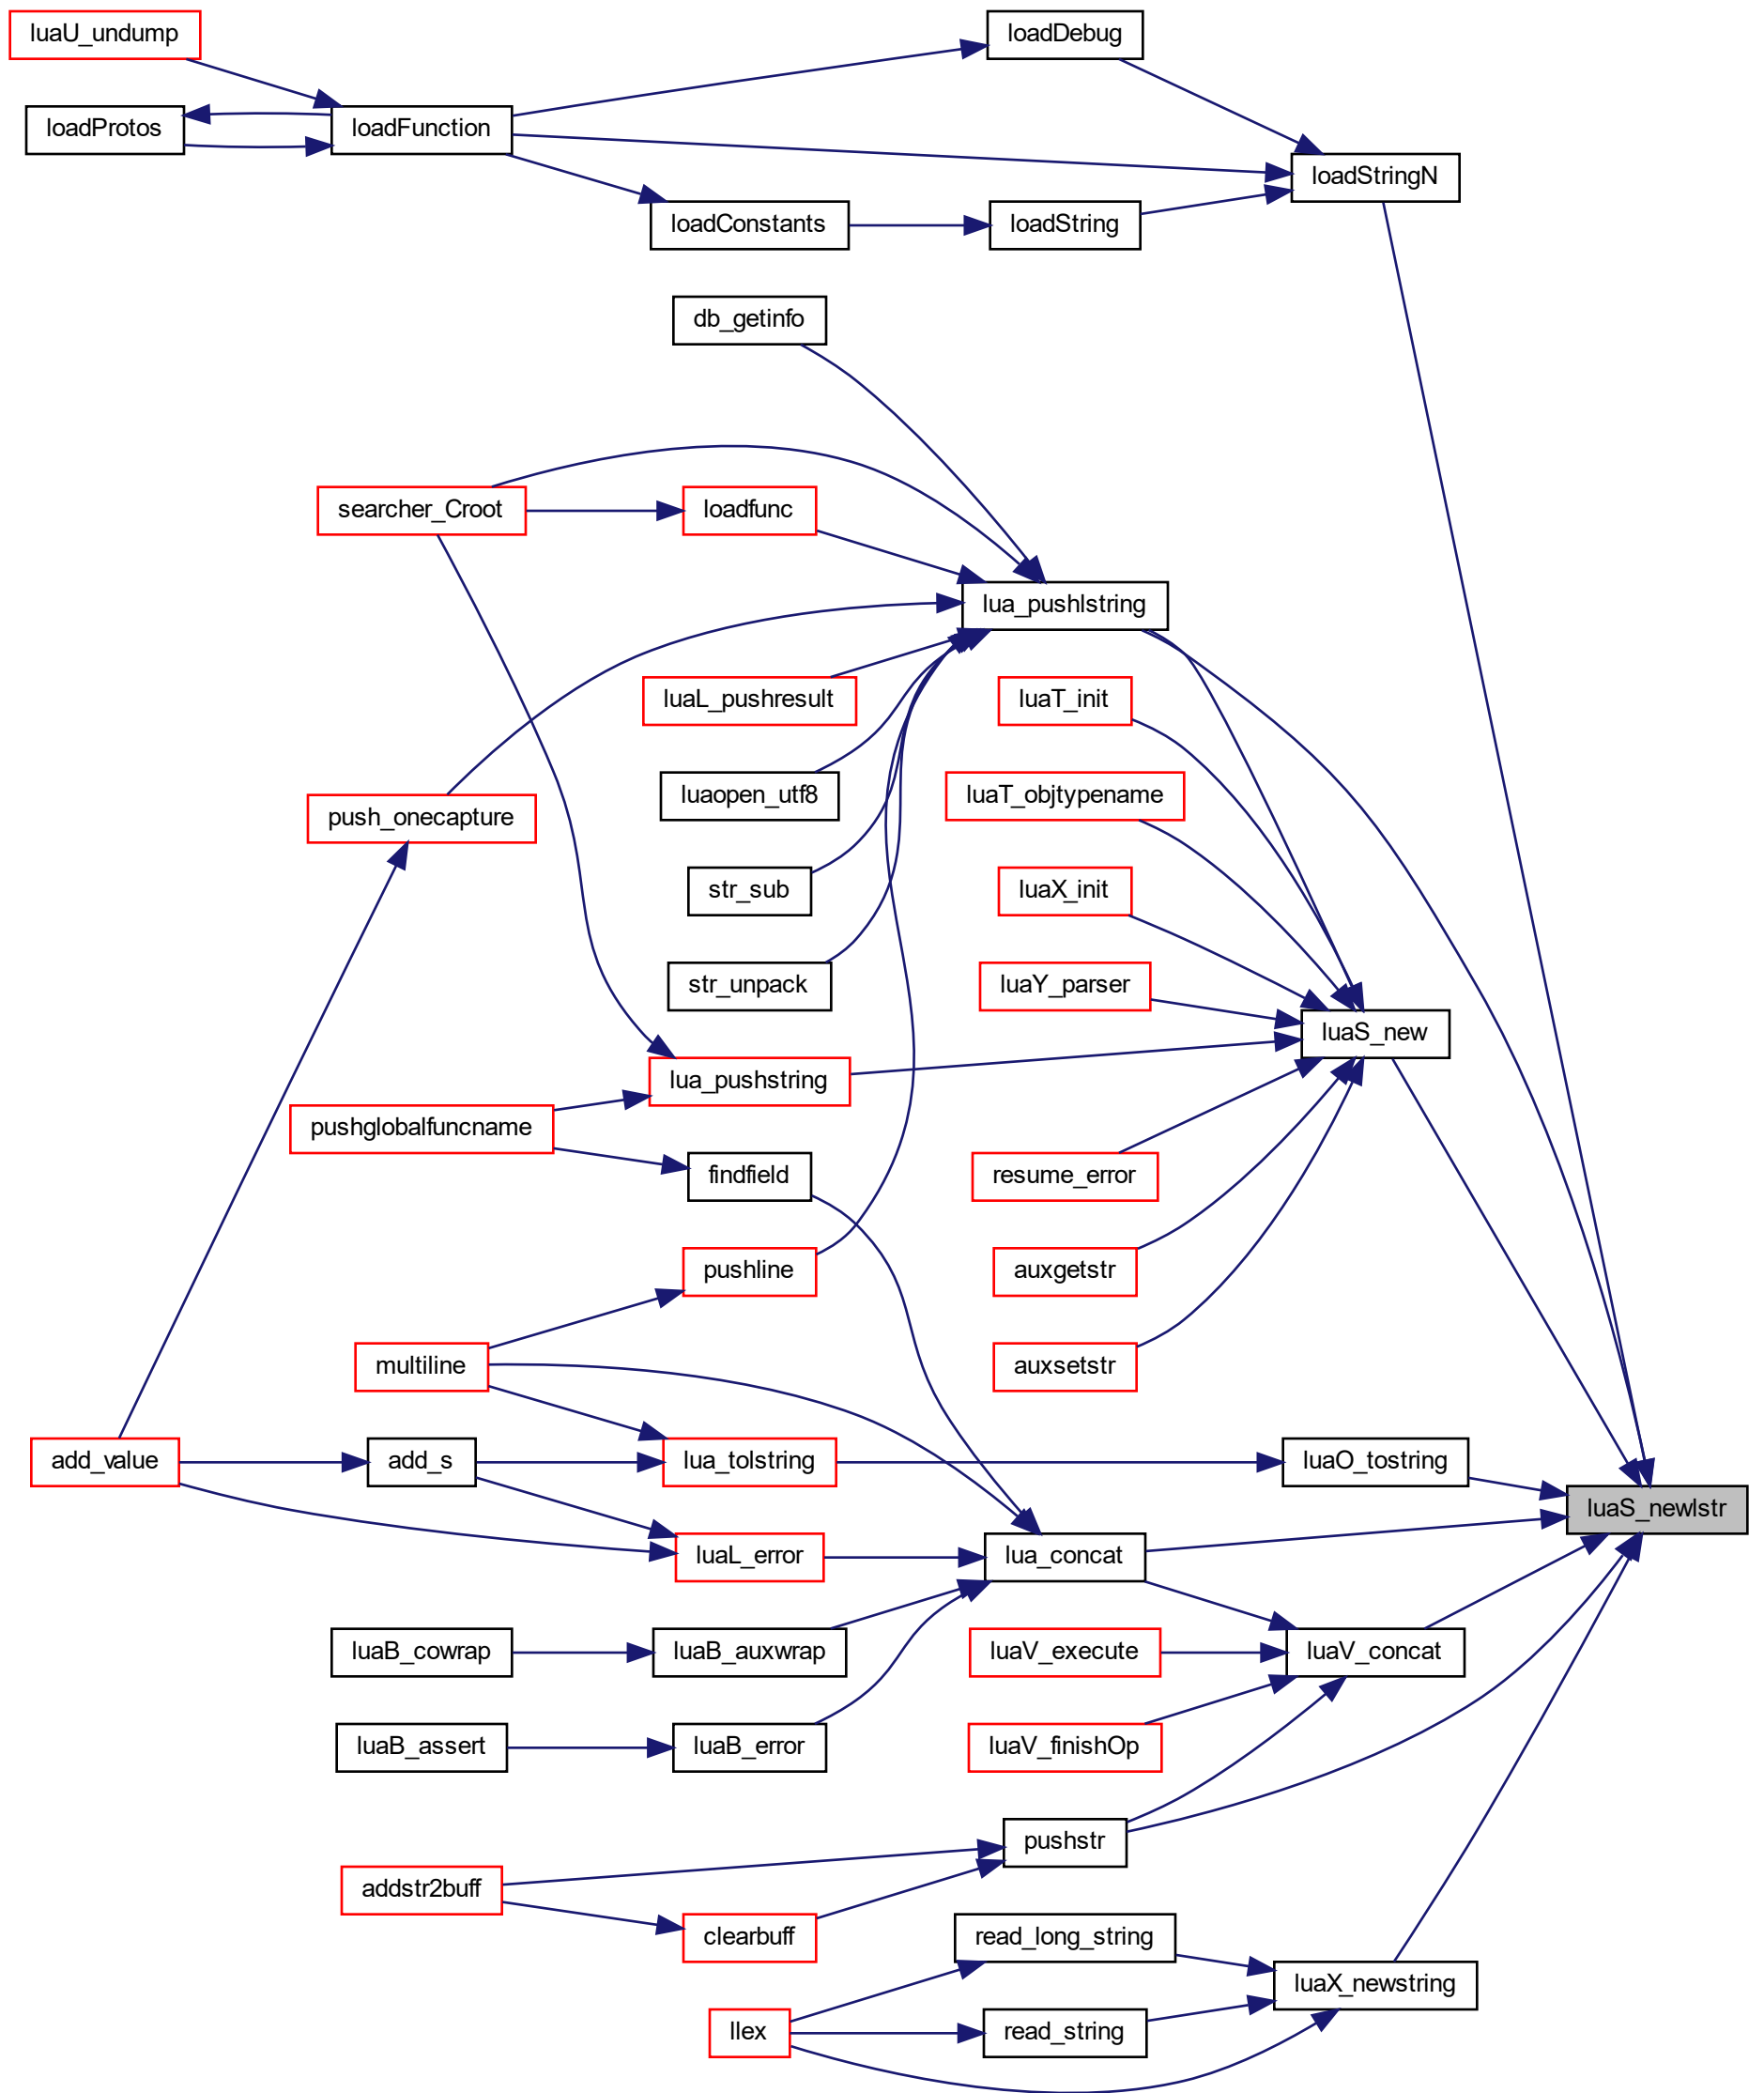 luaU_undump
loadDebug
loadProtos
loadFunction
loadStringN
loadConstants
loadString
db_getinfo
searcher_Croot
loadfunc
lua_pushlstring
luaL_pushresult
luaT_init
luaopen_utf8
luaT_objtypename
push_onecapture
str_sub
luaX_init
str_unpack
luaY_parser
luaS_new
lua_pushstring
pushglobalfuncname
findfield
resume_error
pushline
auxgetstr
multiline
auxsetstr
add_value
add_s
lua_tolstring
luaO_tostring
luaS_newlstr
luaL_error
lua_concat
luaB_cowrap
luaB_auxwrap
luaV_execute
luaV_concat
luaB_assert
luaB_error
luaV_finishOp
pushstr
addstr2buff
clearbuff
read_long_string
luaX_newstring
llex
read_string